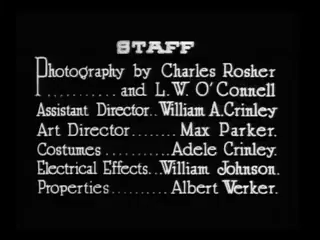 STAFF
Photography by Charles Rosher
........... and L.W. O'Connell
Assistant Director.. William A. Crinley
Art Director........ Max Parker.
Costumes ........... Adele Crinley.
Electrical Effects.. William Johnson.
Properties.......... Albert Verker.